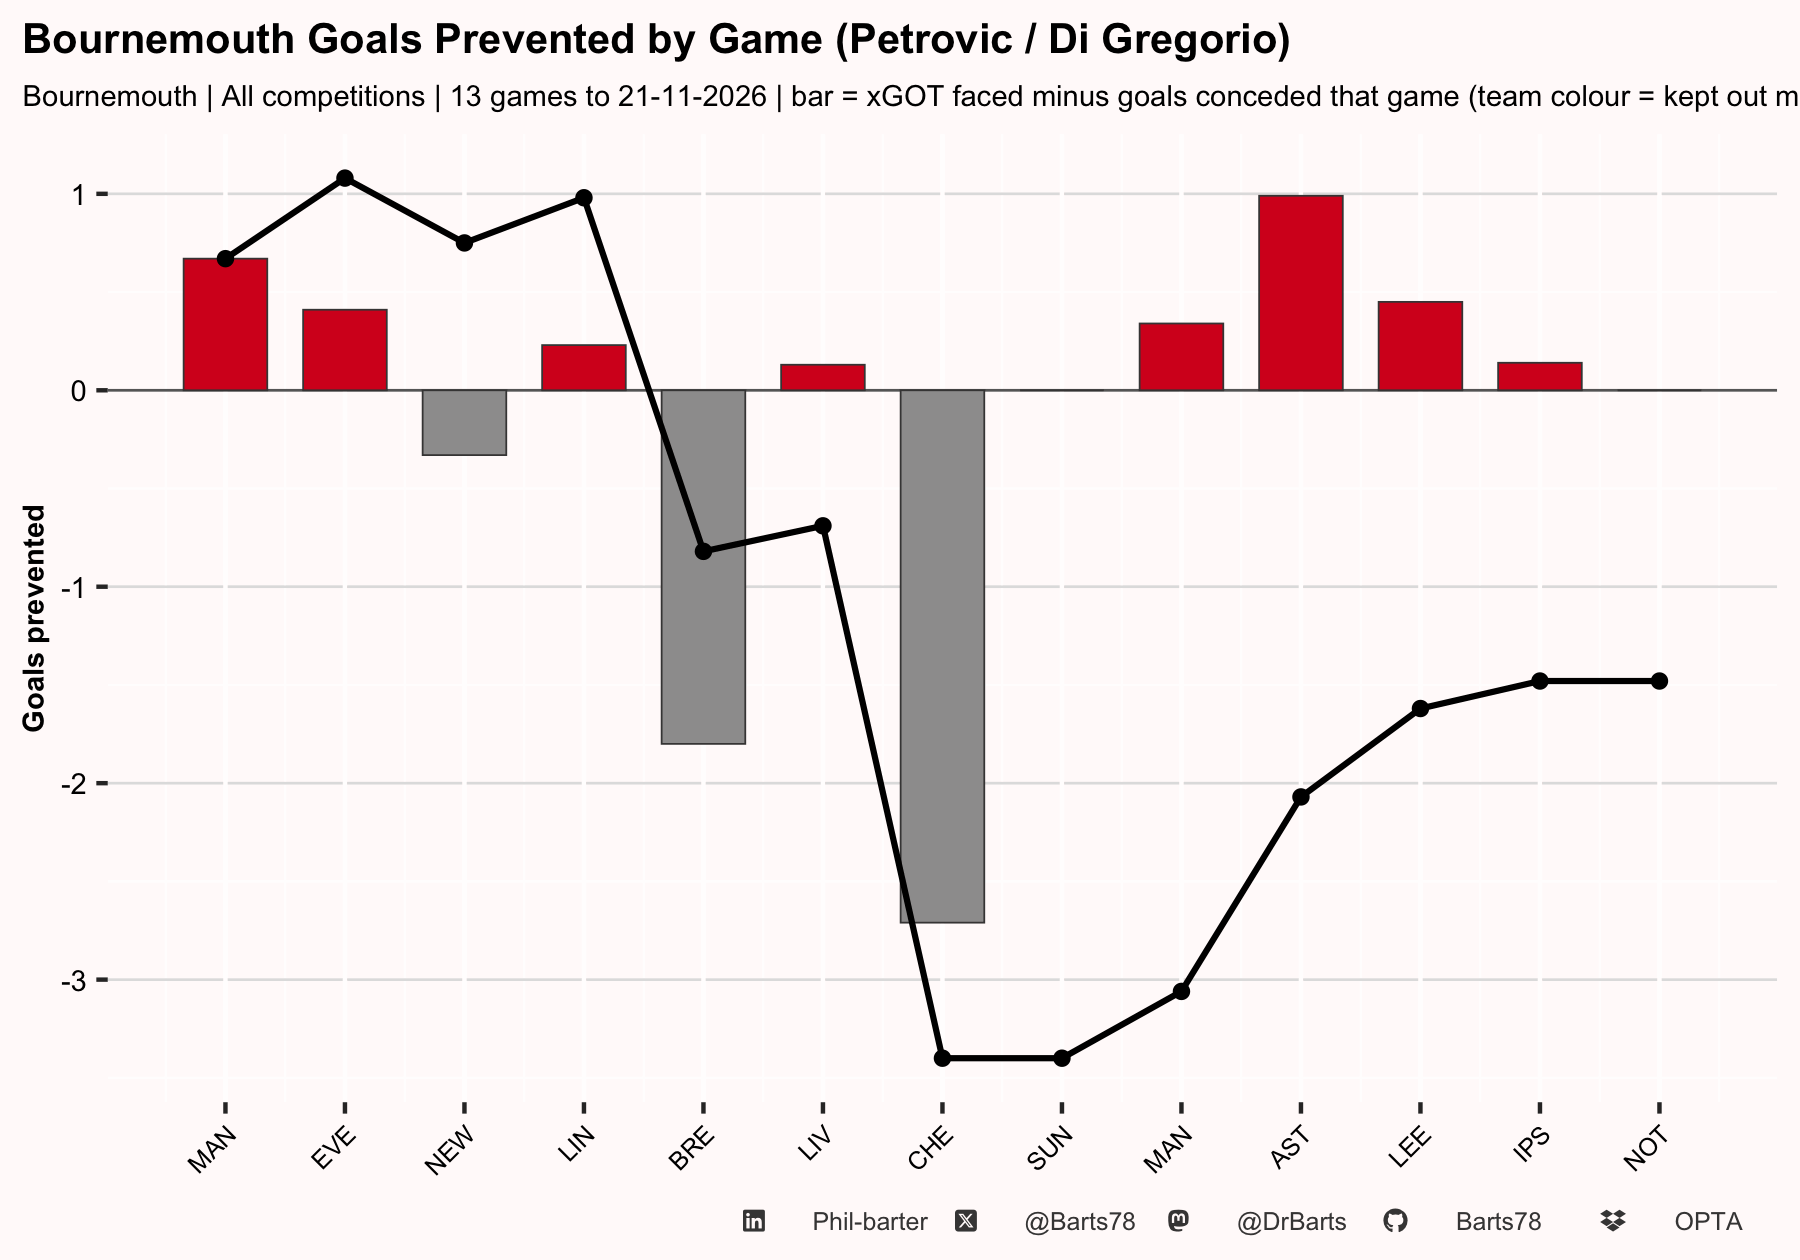 Bournemouth Goals Prevented by Game (Petrovic / Di Gregorio)
Bournemouth | All competitions | 13 games to 21-11-2026 | bar = xGOT faced minus goals conceded that game (team colour = kept out m
1
0
-1
-2
-3
Goals prevented
MAN
EVE
NEW
LIN
BRE
LIV
CHE
SUN
MAN
AST
LEE
IPS
NOT
Phil-barter @Barts78 @DrBarts Barts78 OPTA